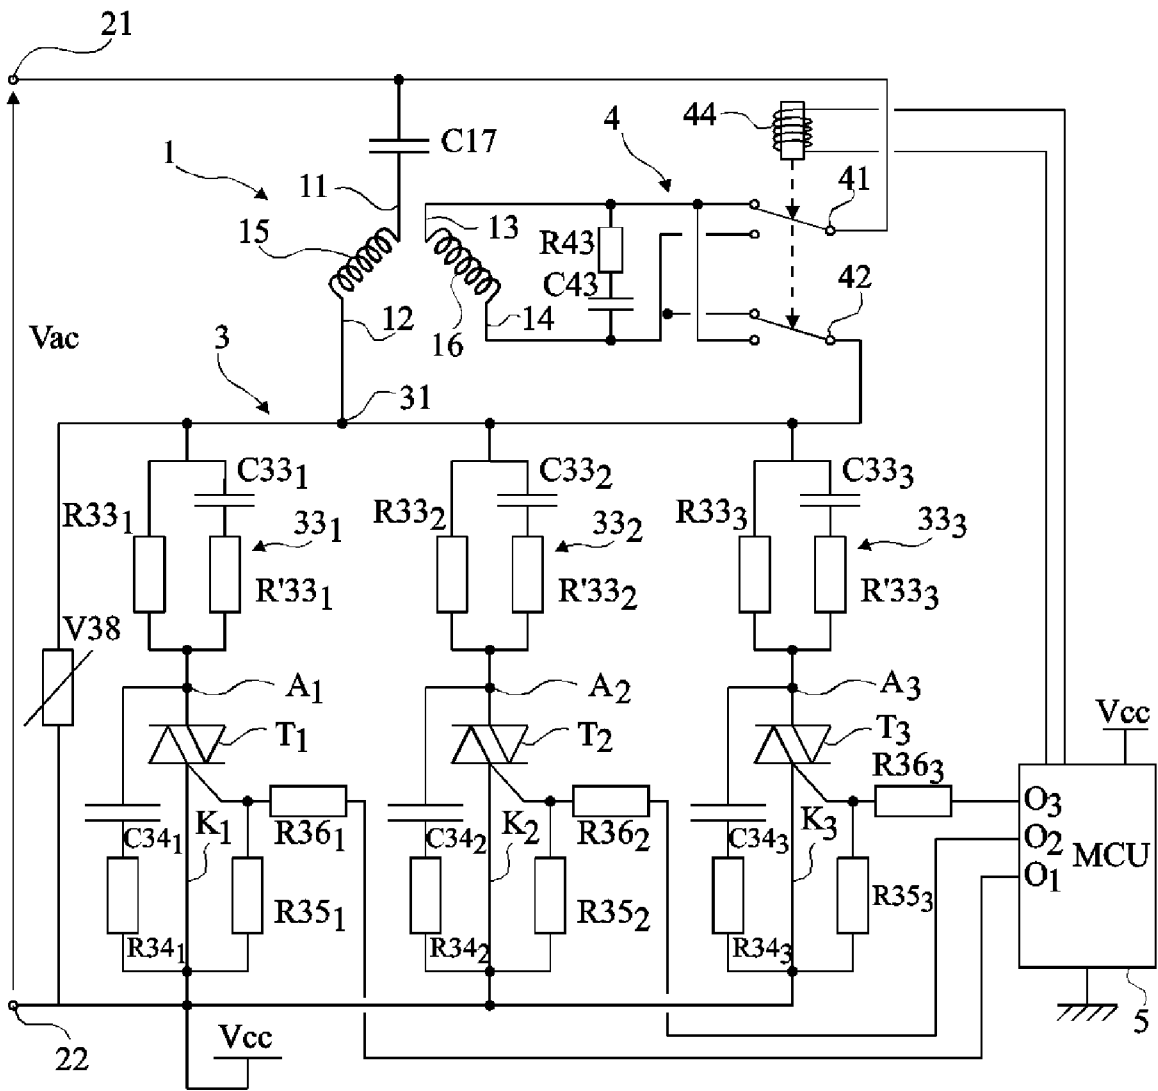 21
44
C17
4
1
11
41
13
15
R43
C43
42
12
14
16
Vac
3
31
C33₁
C33₂
C33₃
R33₁
R33₂
R33₃
33₁
33₂
33₃
R'33₁
R'33₂
R'33₃
V38
A₁
A₂
A₃
Vcc
T₁
T₂
T₃
R36₃
O₃
K₁
K₂
K₃
C34₁
R36₁
C34₂
R36₂
C34₃
O₂
MCU
O₁
R35₁
R35₂
R35₃
R34₁
R34₂
R34₃
5
22
Vcc